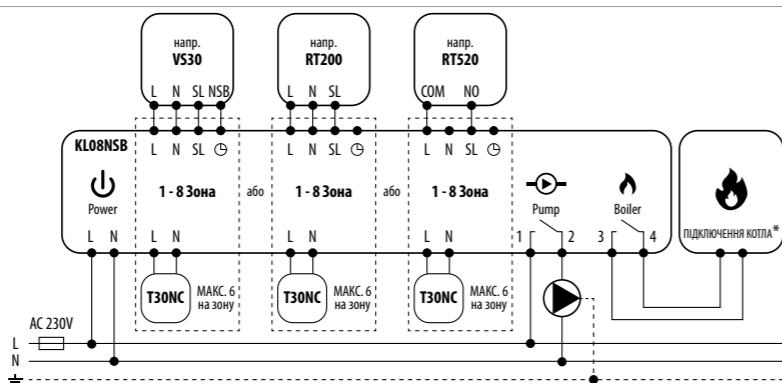 напр.
VS30
L N SL NSB
напр.
RT200
L N SL
напр.
RT520
COM NO
KL08NSB
Power
L N
L N SL
1 - 8 Зона
L N
або
L N SL
1 - 8 Зона
L N
або
L N SL
1 - 8 Зона
L N
Pump
1 2
Boiler
3 4
ПІДКЛЮЧЕННЯ КОТЛА*
T30NC
МАКС. 6
на зону
T30NC
МАКС. 6
на зону
T30NC
МАКС. 6
на зону
AC 230V
L
N